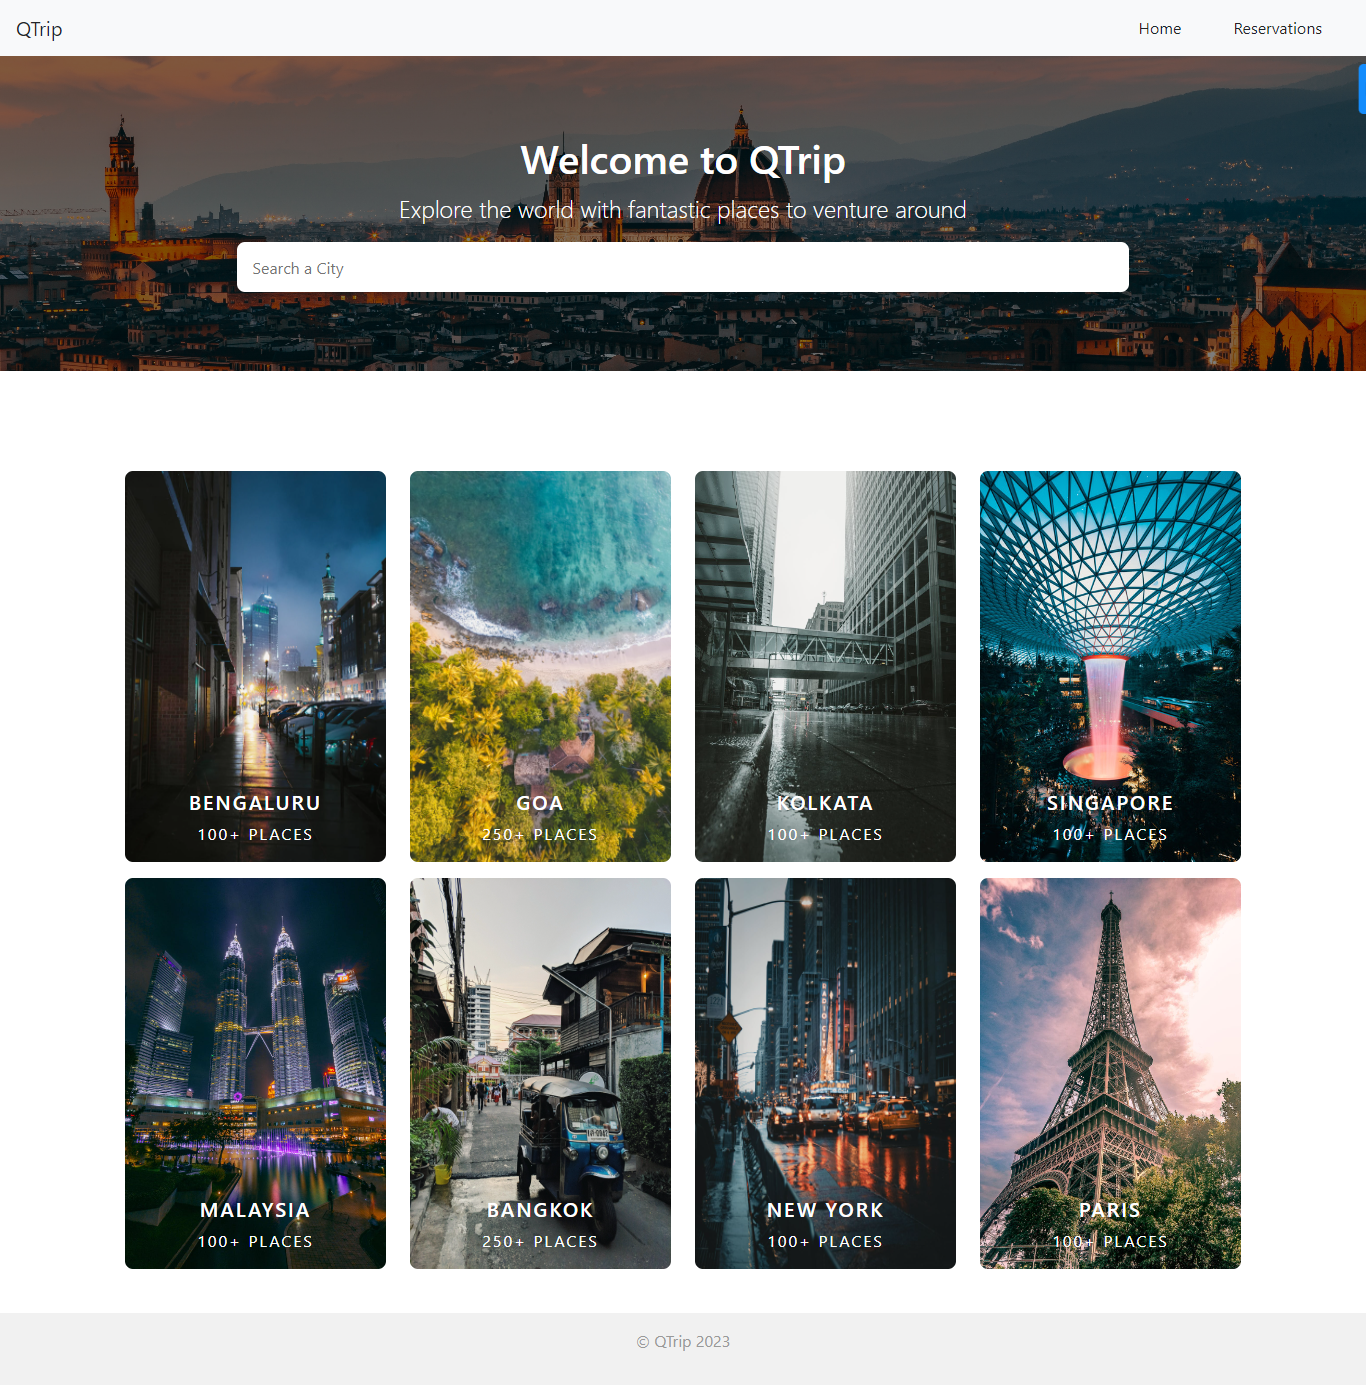 QTrip
Home
Reservations
Welcome to QTrip
Explore the world with fantastic places to venture around
Search a City
BENGALURU
100+ PLACES
GOA
250+ PLACES
KOLKATA
100+ PLACES
SINGAPORE
100+ PLACES
MALAYSIA
100+ PLACES
BANGKOK
250+ PLACES
NEW YORK
100+ PLACES
PARIS
100+ PLACES
© QTrip 2023